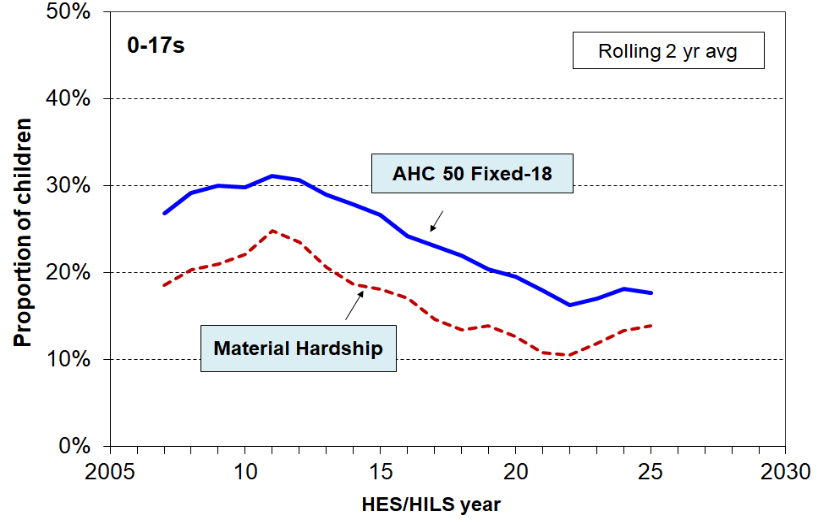 50%
0-17s
Rolling 2 yr avg
40%
AHC 50 Fixed-18
30%
20%
Material Hardship
10%
0%
Proportion of children
2005 10 15 20 25 2030
HES/HILS year